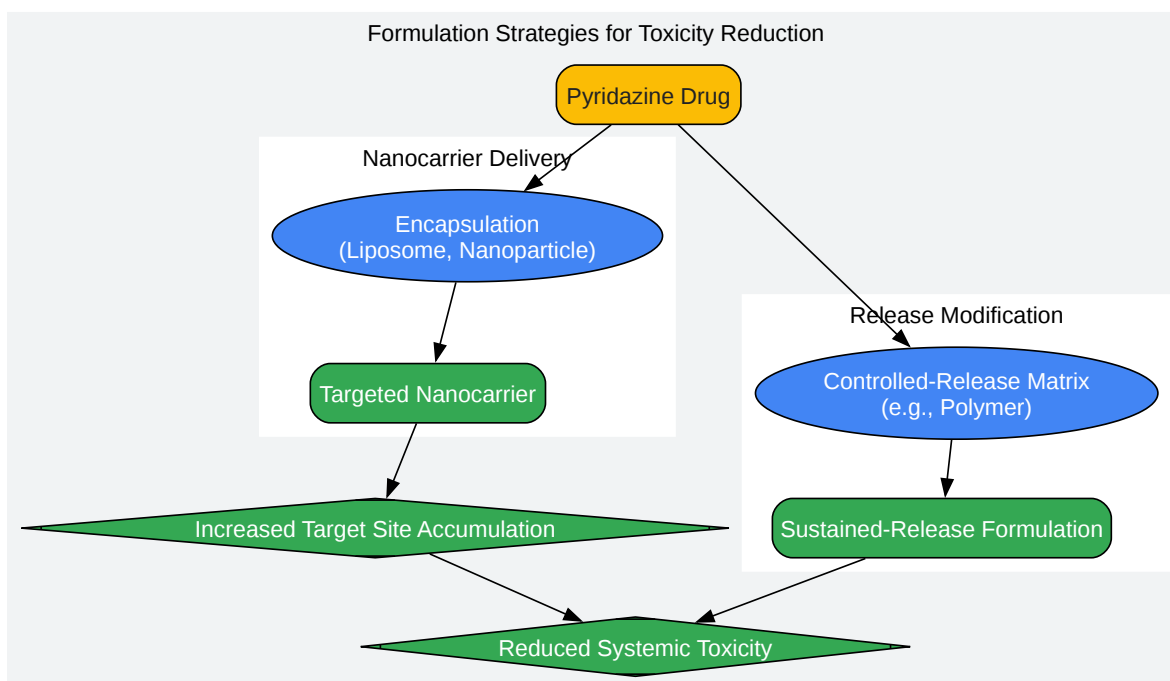 Formulation Strategies for Toxicity Reduction
Pyridazine Drug
Nanocarrier Delivery
Encapsulation
(Liposome, Nanoparticle)
Targeted Nanocarrier
Release Modification
Controlled-Release Matrix
(e.g., Polymer)
Increased Target Site Accumulation
Sustained-Release Formulation
Reduced Systemic Toxicity